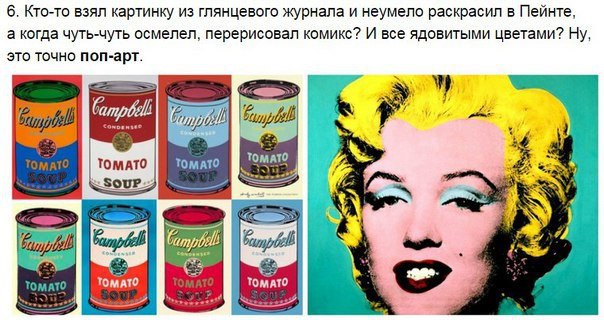 6. Кто-то взял картинку из глянцевого журнала и неумело раскрасил в Пейнте,
а когда чуть-чуть осмелел, перерисовал комикс? И все ядовитыми цветами? Ну,
это точно поп-арт.
Campbell's Campbell's Campbell's Campbell's
CONDENSED CONDENSED CONDENSED CONDENSED
TOMATO TOMATO TOMATO TOMATO
SOUP SOUP SOUP SOUP
Campbell's Campbell's Campbell's Campbell's
CONDENSED CONDENSED CONDENSED CONDENSED
TOMATO TOMATO TOMATO TOMATO
SOUP SOUP SOUP SOUP